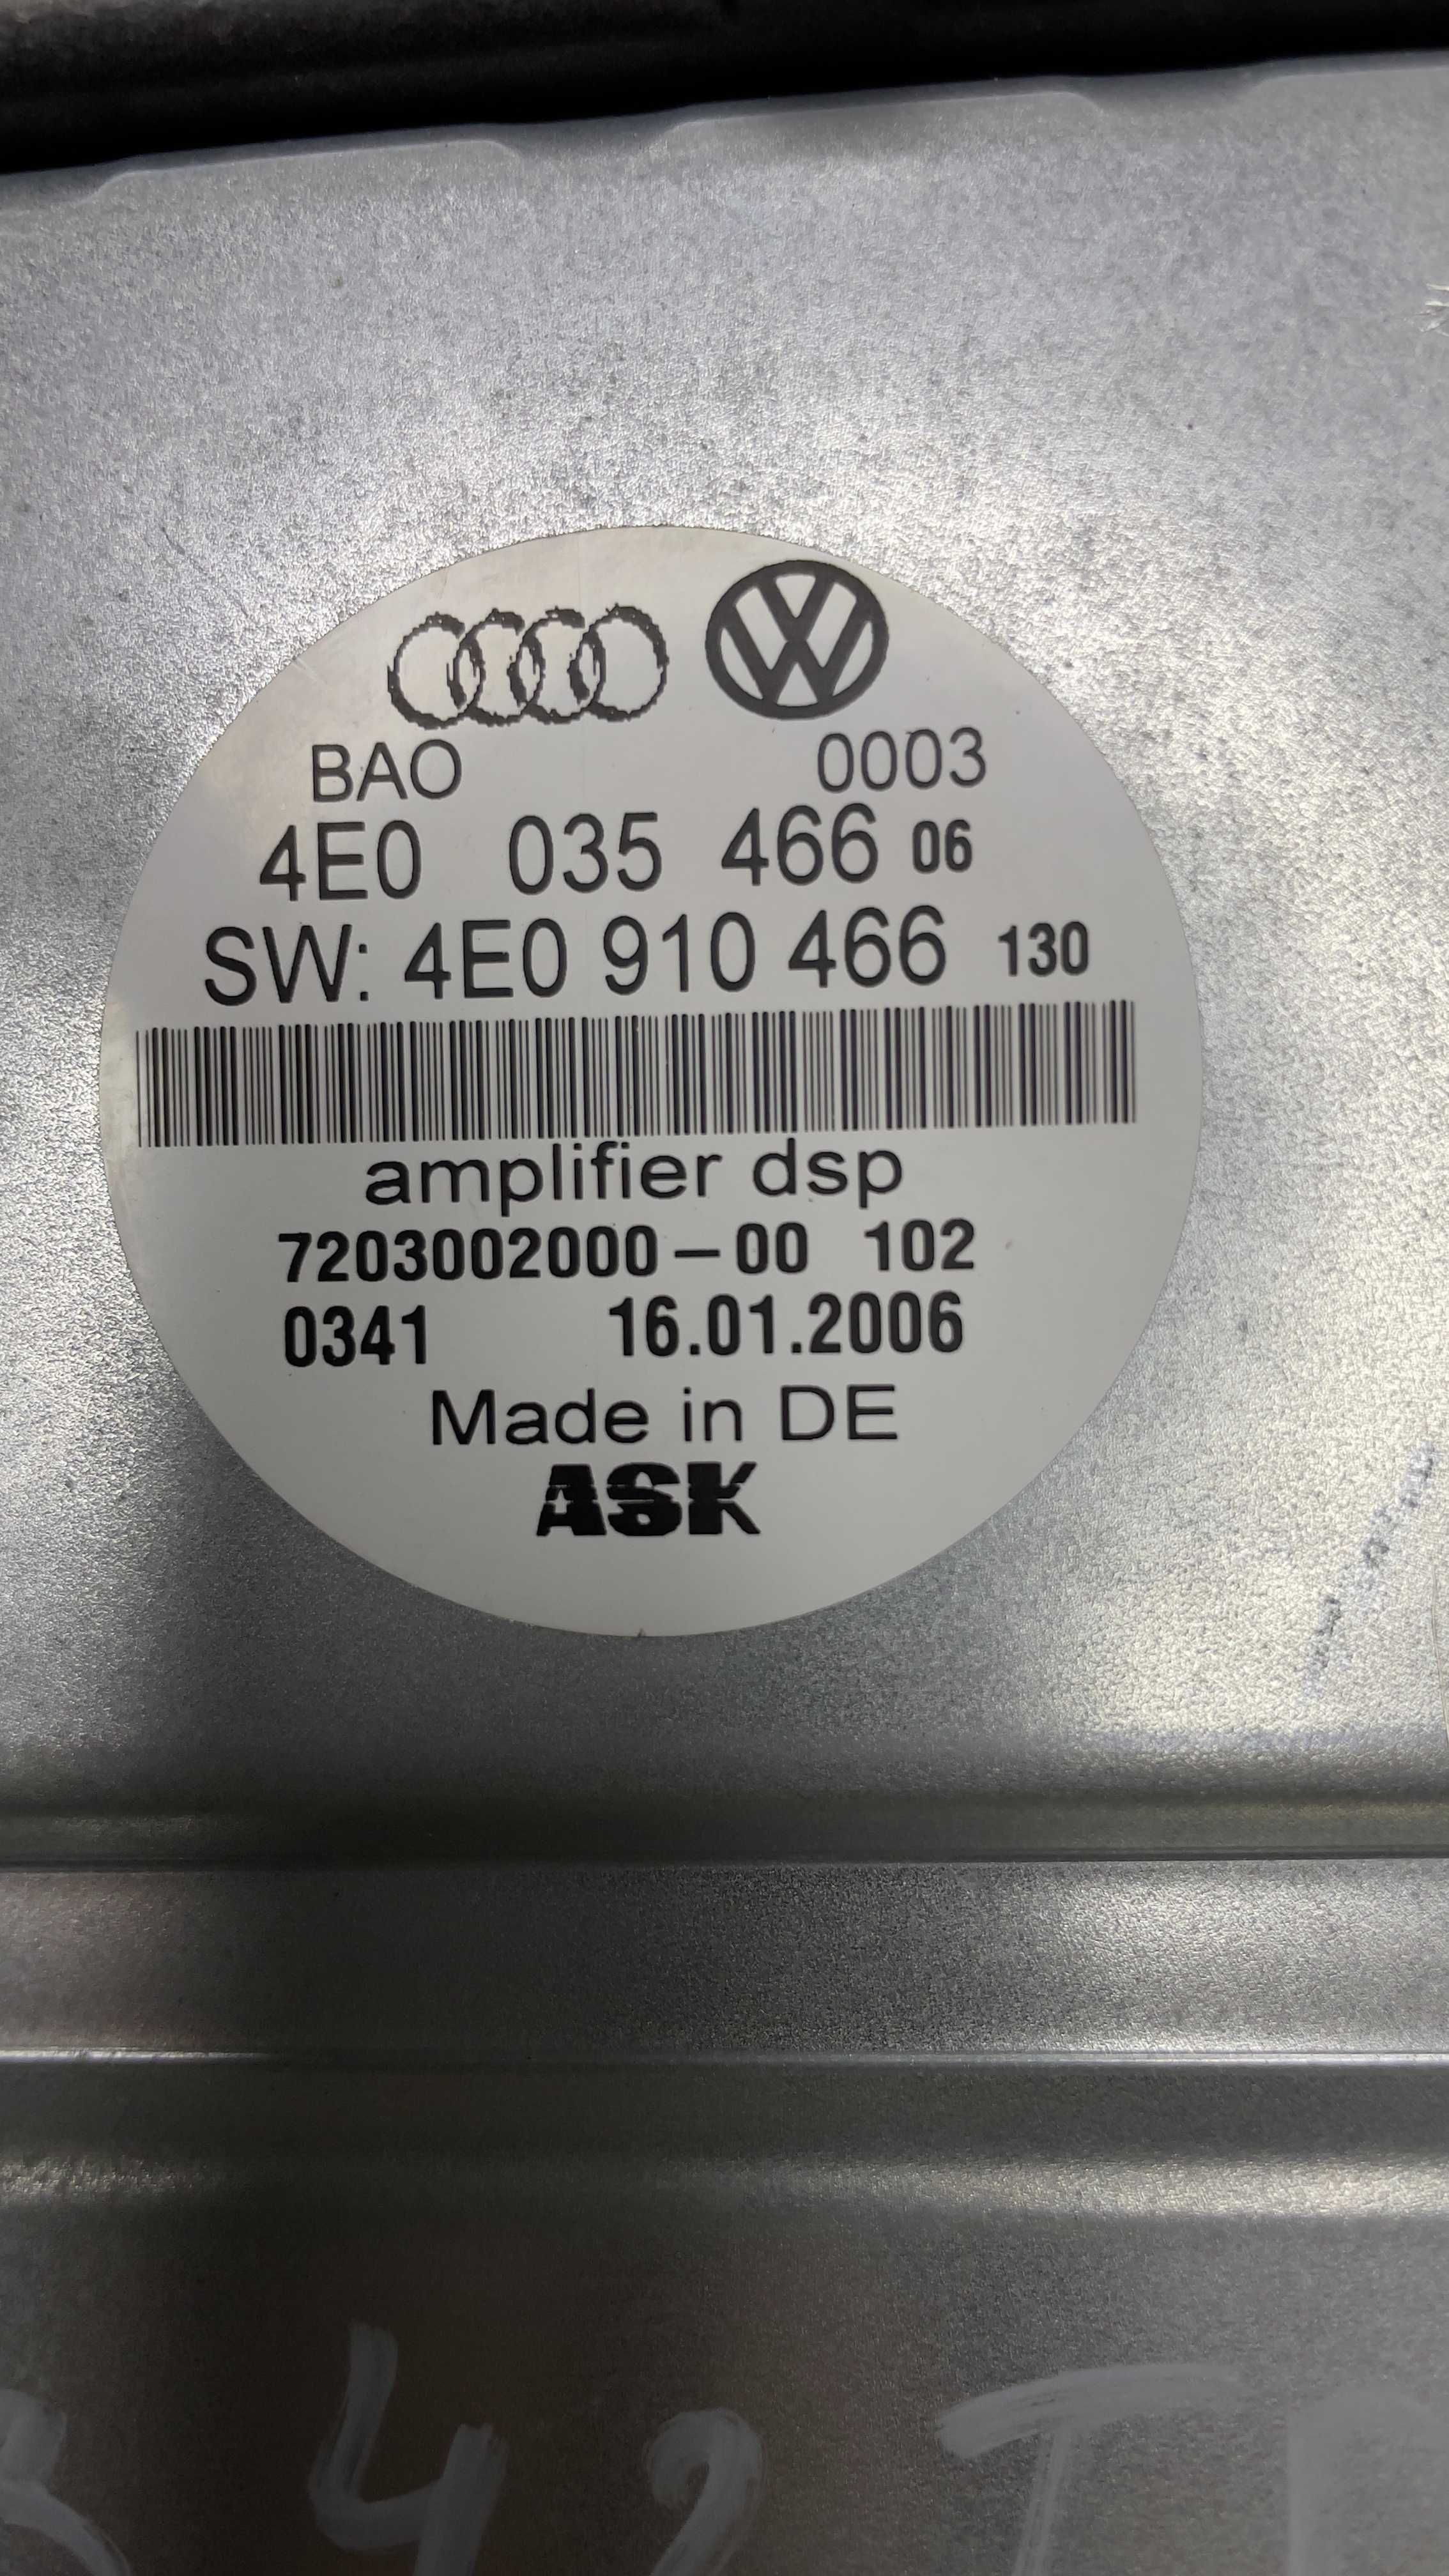 BAO 0003
4E0 035 466 06
SW: 4E0 910 466 130
amplifier dsp
7203002000-00 102
0341 16.01.2006
Made in DE
ASK